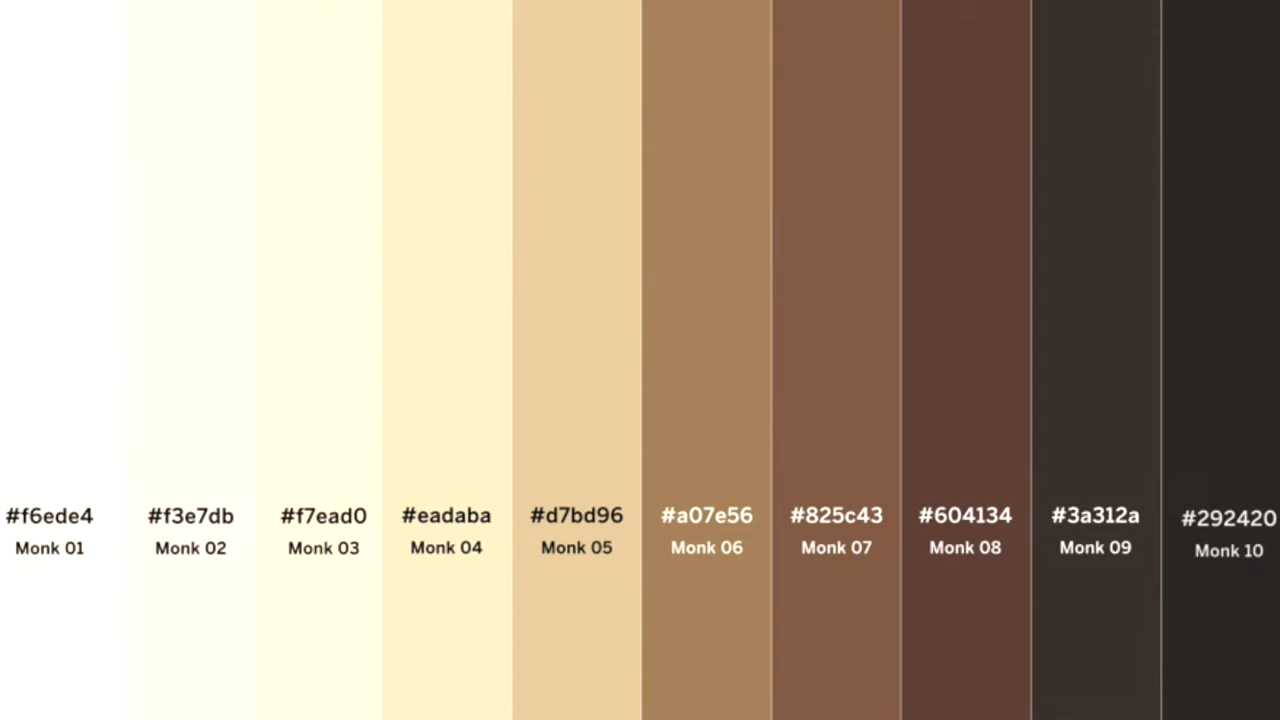 #f6ede4
Monk 01
#f3e7db
Monk 02
#f7ead0
Monk 03
#eadaba
Monk 04
#d7bd96
Monk 05
#a07e56
Monk 06
#825c43
Monk 07
#604134
Monk 08
#3a312a
Monk 09
#292420
Monk 10